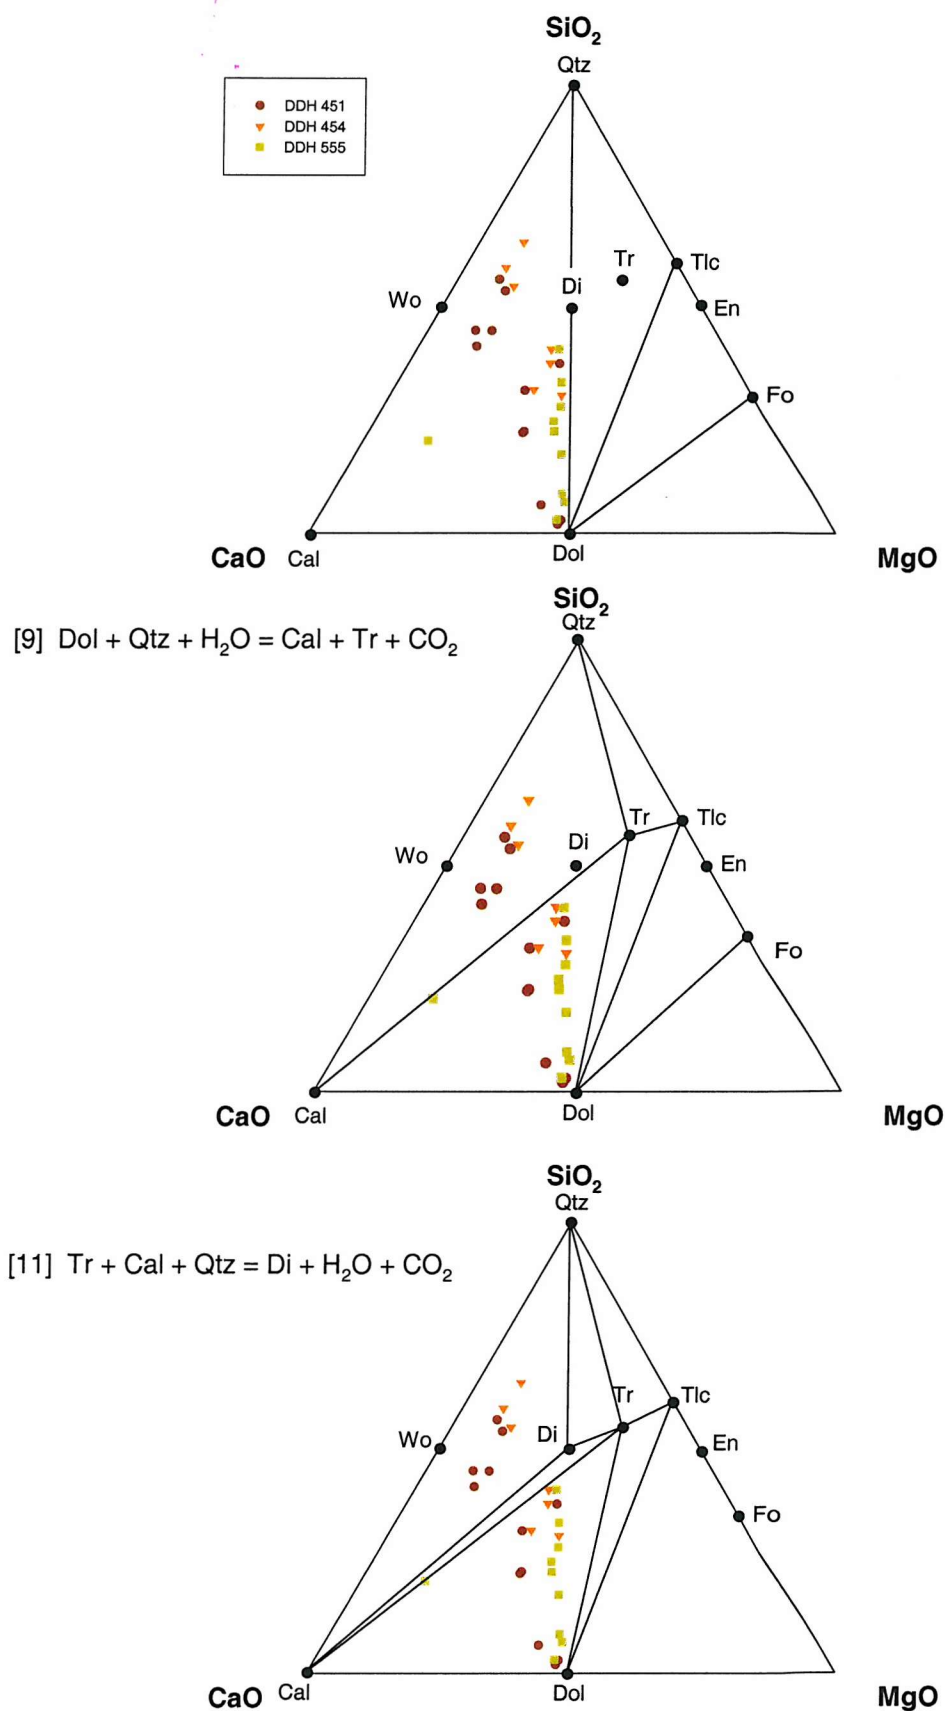 SiO2
Qtz
DDH 451
DDH 454
DDH 555
Tr
Tlc
Di
Wo
En
Fo
CaO Cal
Dol
MgO
SiO2
Qtz
[9] Dol + Qtz + H2O = Cal + Tr + CO2
Tr
Tlc
Di
Wo
En
Fo
CaO Cal
Dol
MgO
SiO2
Qtz
[11] Tr + Cal + Qtz = Di + H2O + CO2
Tr
Tlc
Di
Wo
En
Fo
CaO Cal
Dol
MgO